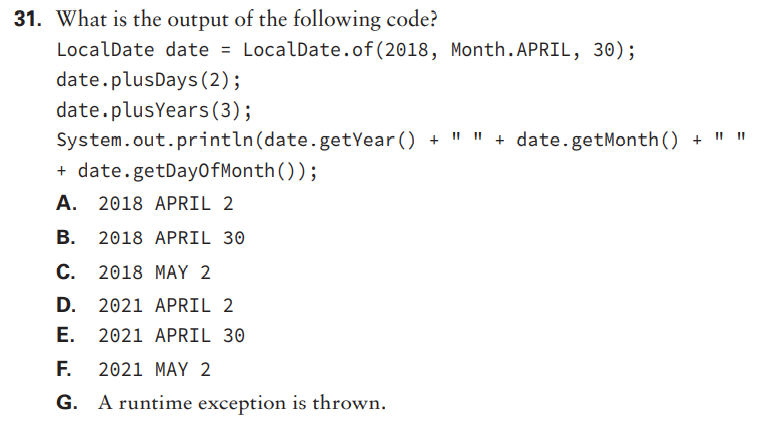 31. What is the output of the following code?
LocalDate date = LocalDate.of(2018, Month.APRIL, 30);
date.plusDays(2);
date.plusYears(3);
System.out.println(date.getYear() + " " + date.getMonth() + " "
+ date.getDayOfMonth());
A. 2018 APRIL 2
B. 2018 APRIL 30
C. 2018 MAY 2
D. 2021 APRIL 2
E. 2021 APRIL 30
F. 2021 MAY 2
G. A runtime exception is thrown.